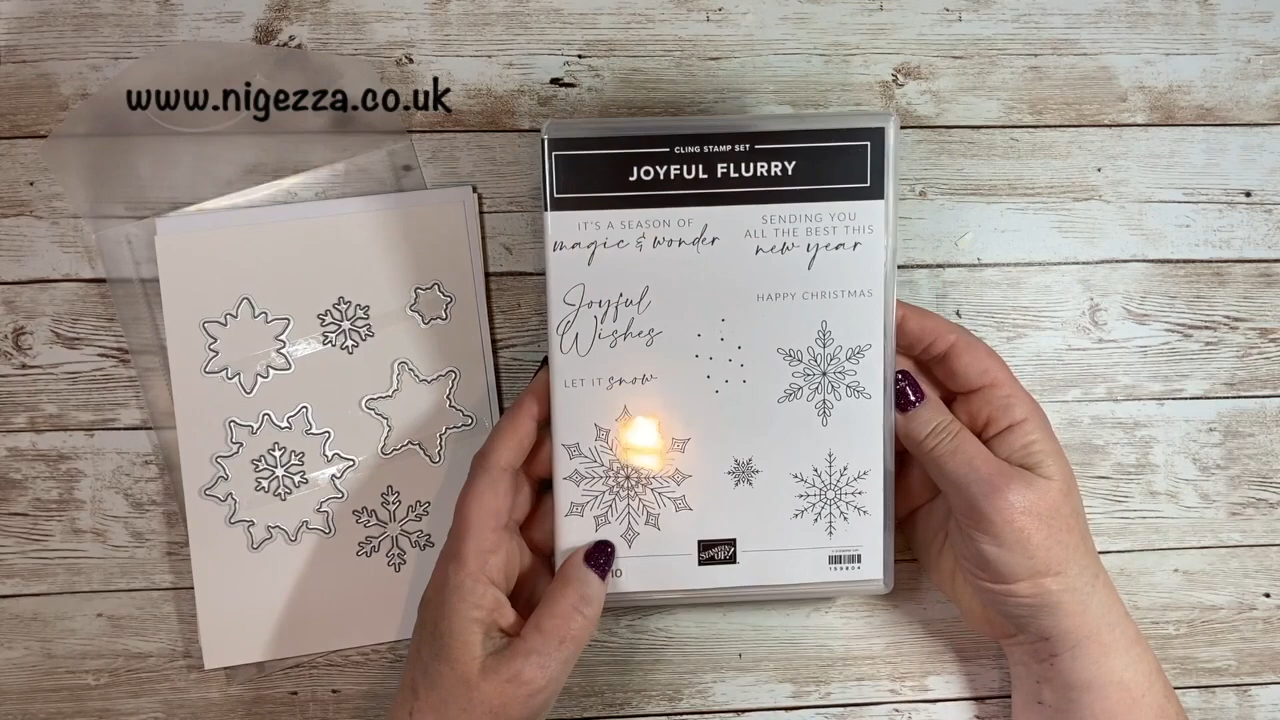 www.nigezza.co.uk
CLING STAMP SET
JOYFUL FLURRY
IT'S A SEASON OF
magic & wonder
SENDING YOU
ALL THE BEST THIS
new year
Joyful
Wishes
HAPPY CHRISTMAS
LET IT snow
STAMPIN' UP!
10
159804